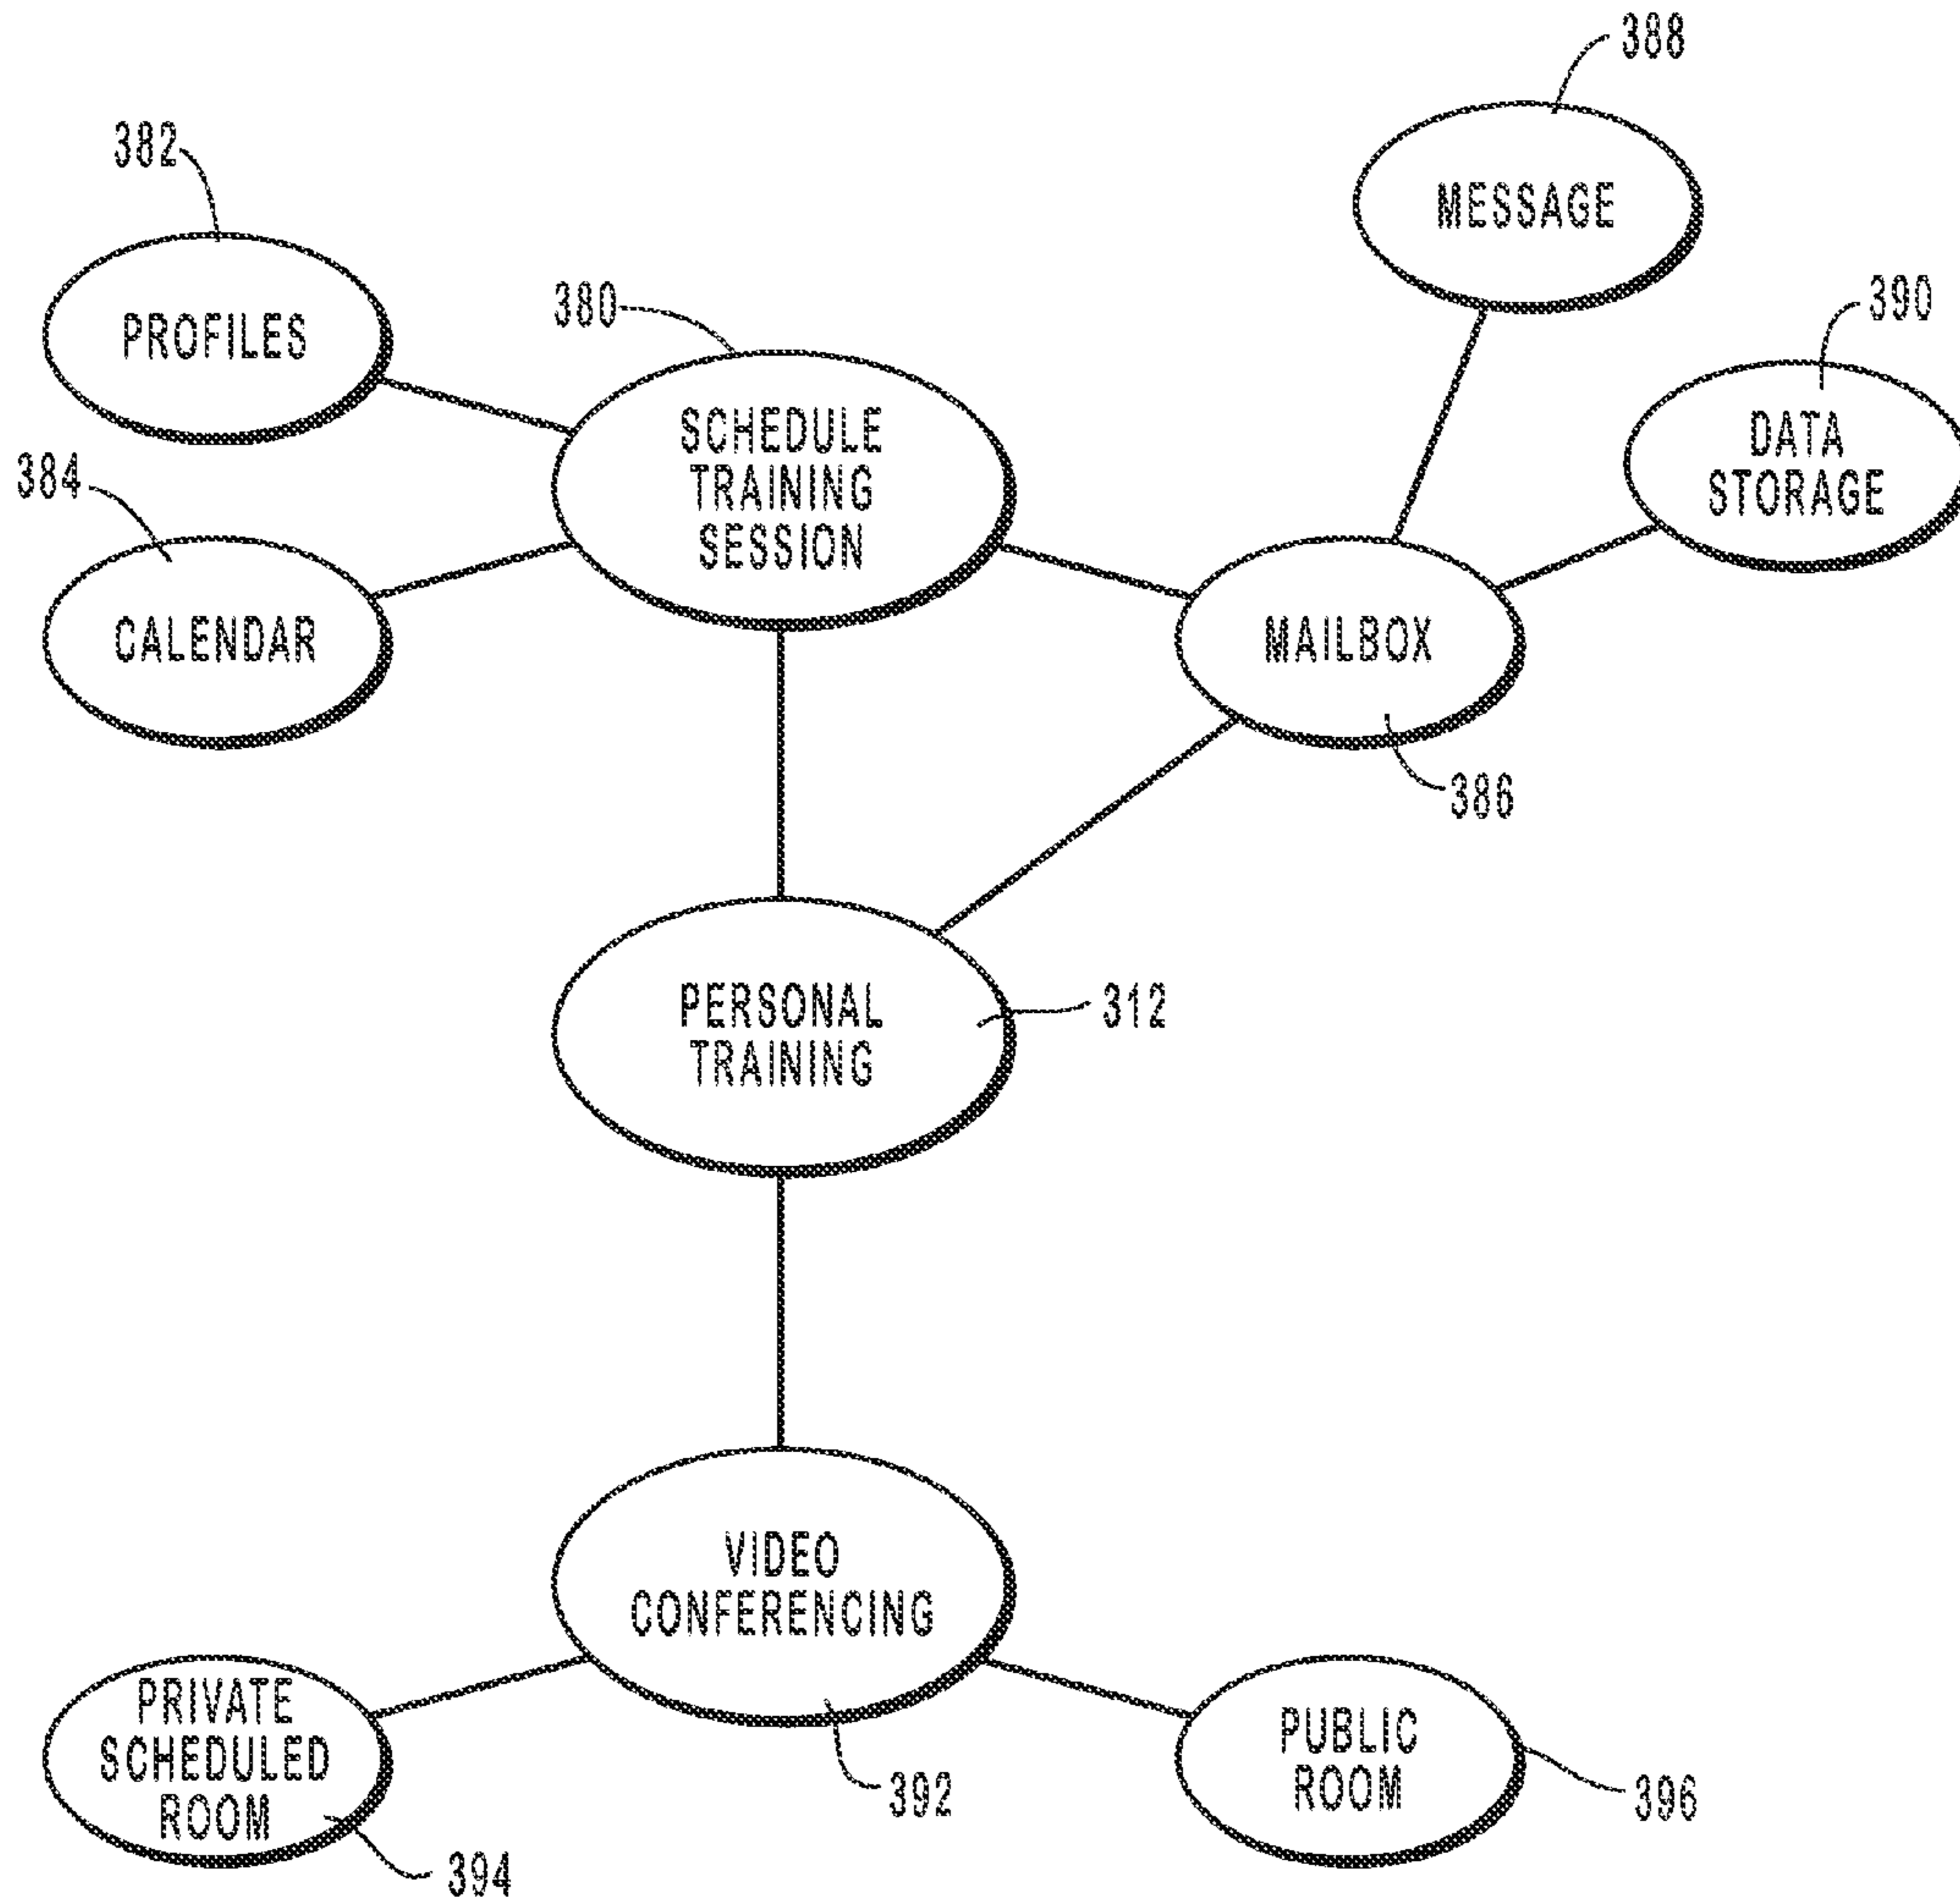 388
382
MESSAGE
380
390
PROFILES
SCHEDULE
TRAINING
SESSION
DATA
STORAGE
384
CALENDAR
MAILBOX
386
PERSONAL
TRAINING
312
VIDEO
CONFERENCING
PRIVATE
SCHEDULED
ROOM
PUBLIC
ROOM
392
396
394